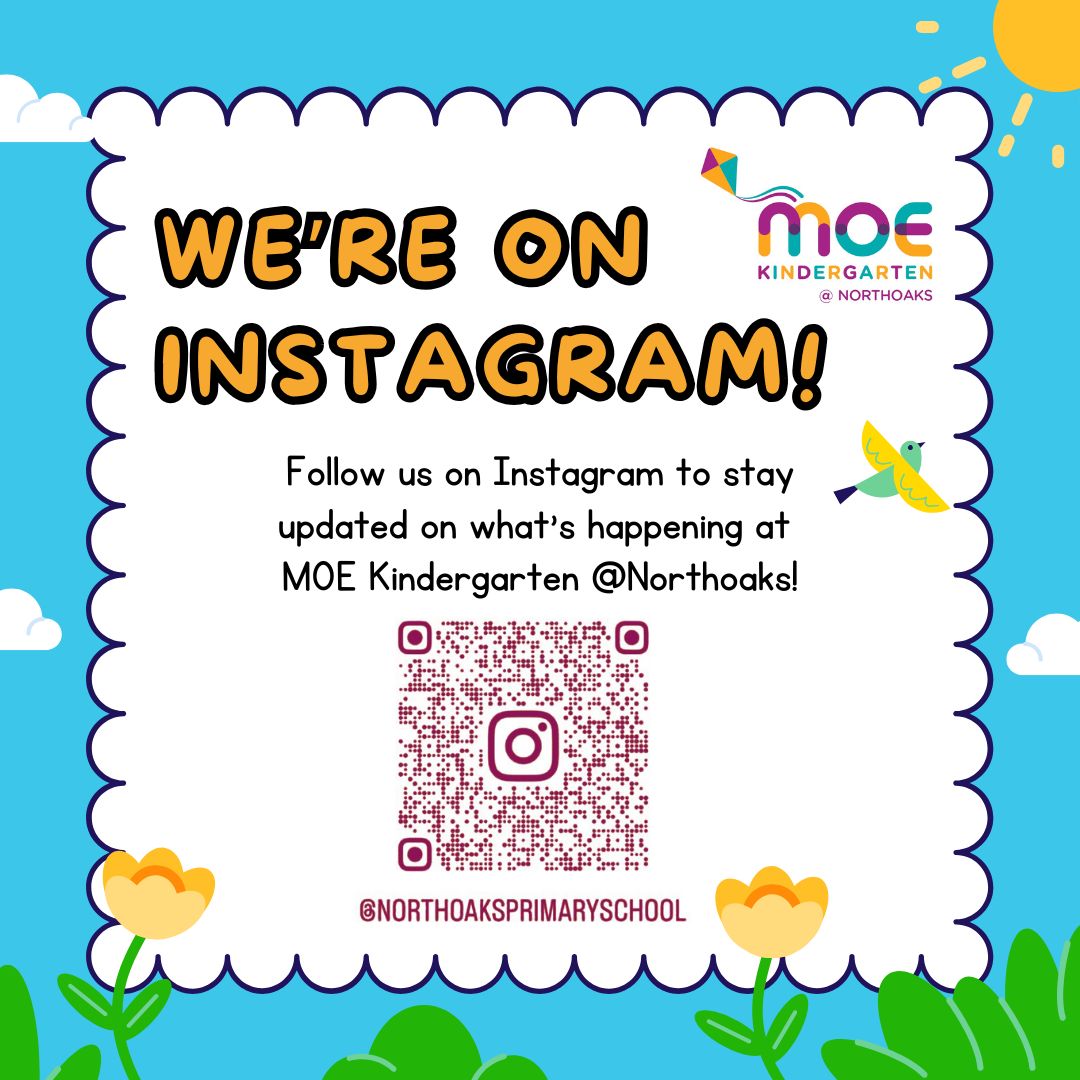 WE'RE ON
INSTAGRAM!
MOE
KINDERGARTEN
@ NORTHOAKS
Follow us on Instagram to stay
updated on what's happening at
MOE Kindergarten @Northoaks!
@NORTHOAKSPRIMARYSCHOOL